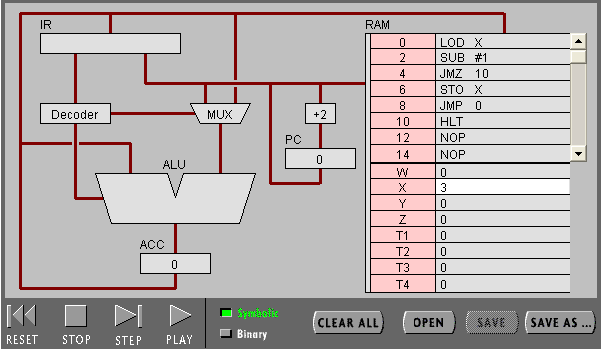 IR
RAM
0 LOD X
2 SUB #1
4 JMZ 10
6 STO X
8 JMP 0
10 HLT
12 NOP
14 NOP
Decoder
MUX
+2
PC
0
ALU
W 0
X 3
Y 0
Z 0
T1 0
T2 0
T3 0
T4 0
ACC
0
RESET
STOP
STEP
PLAY
Symbolic
Binary
CLEAR ALL
OPEN
SAVE
SAVE AS ...